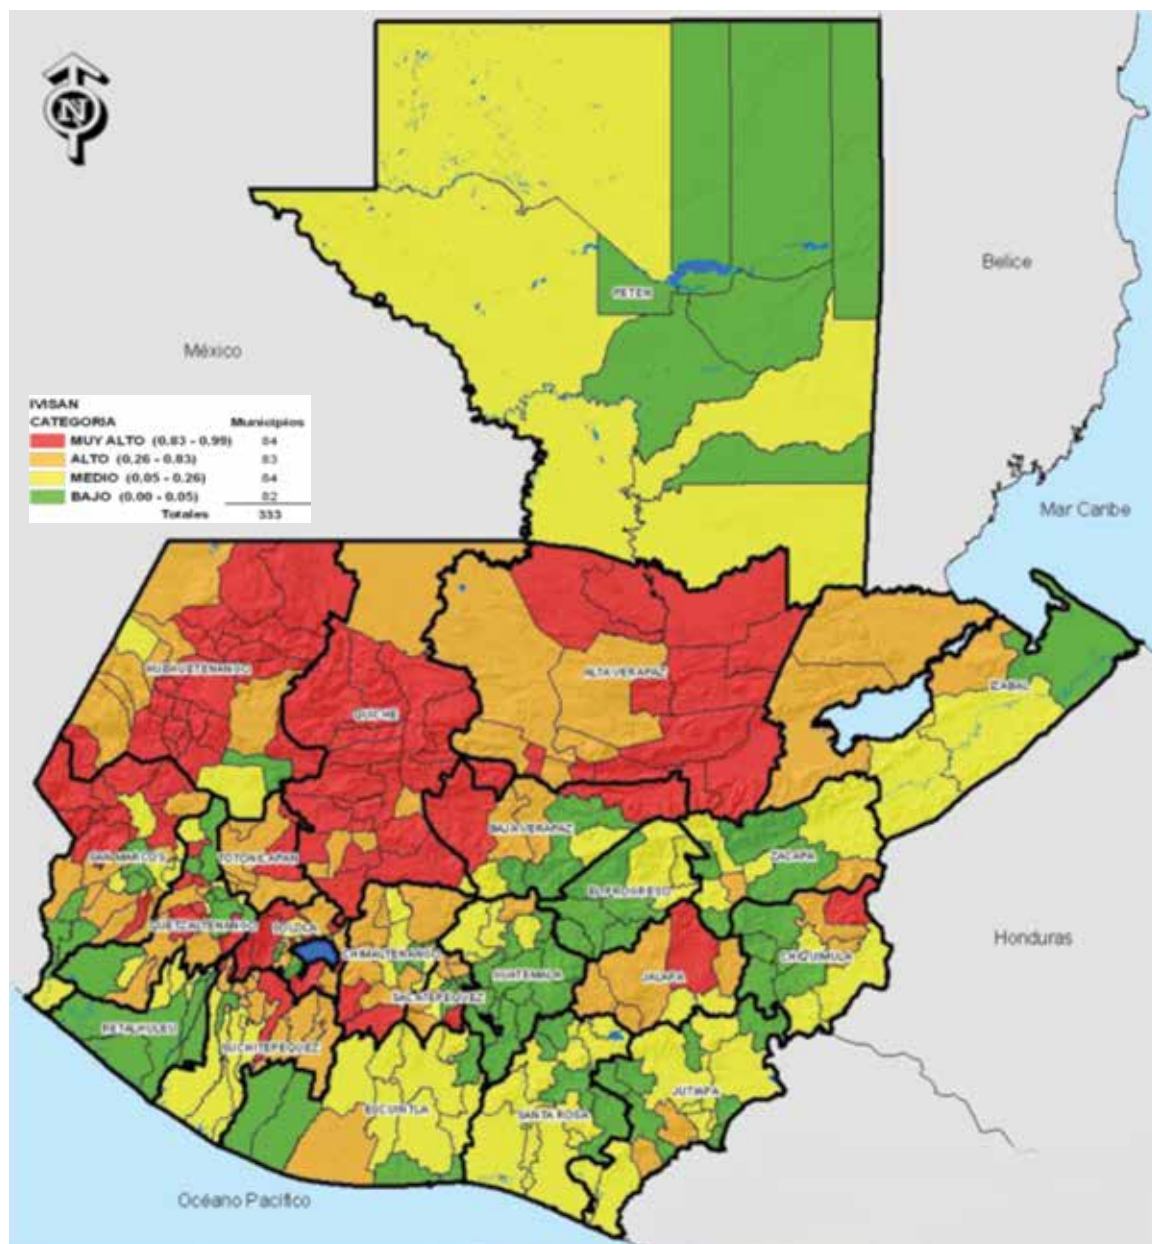 N
Belice
PETEN
México
IVISAN
CATEGORIA Municipios
MUY ALTO (0.83 - 0.99) 84
ALTO (0.26 - 0.83) 83
MEDIO (0.05 - 0.26) 84
BAJO (0.00 - 0.05) 82
Totales 333
Mar Caribe
HUEHUETENANGO
ALTA VERAPAZ
IZABAL
QUICHE
BAJA VERAPAZ
SAN MARCOS
TOTONICAPAN
ZACAPA
EL PROGRESO
QUETZALTENANGO
SOLOLA
Honduras
CHIMALTENANGO
CHIQUIMULA
GUATEMALA
JALAPA
SACATEPEQUEZ
RETALHULEU
SUCHITEPEQUEZ
JUTIAPA
ESCUINTLA
SANTA ROSA
Océano Pacífico